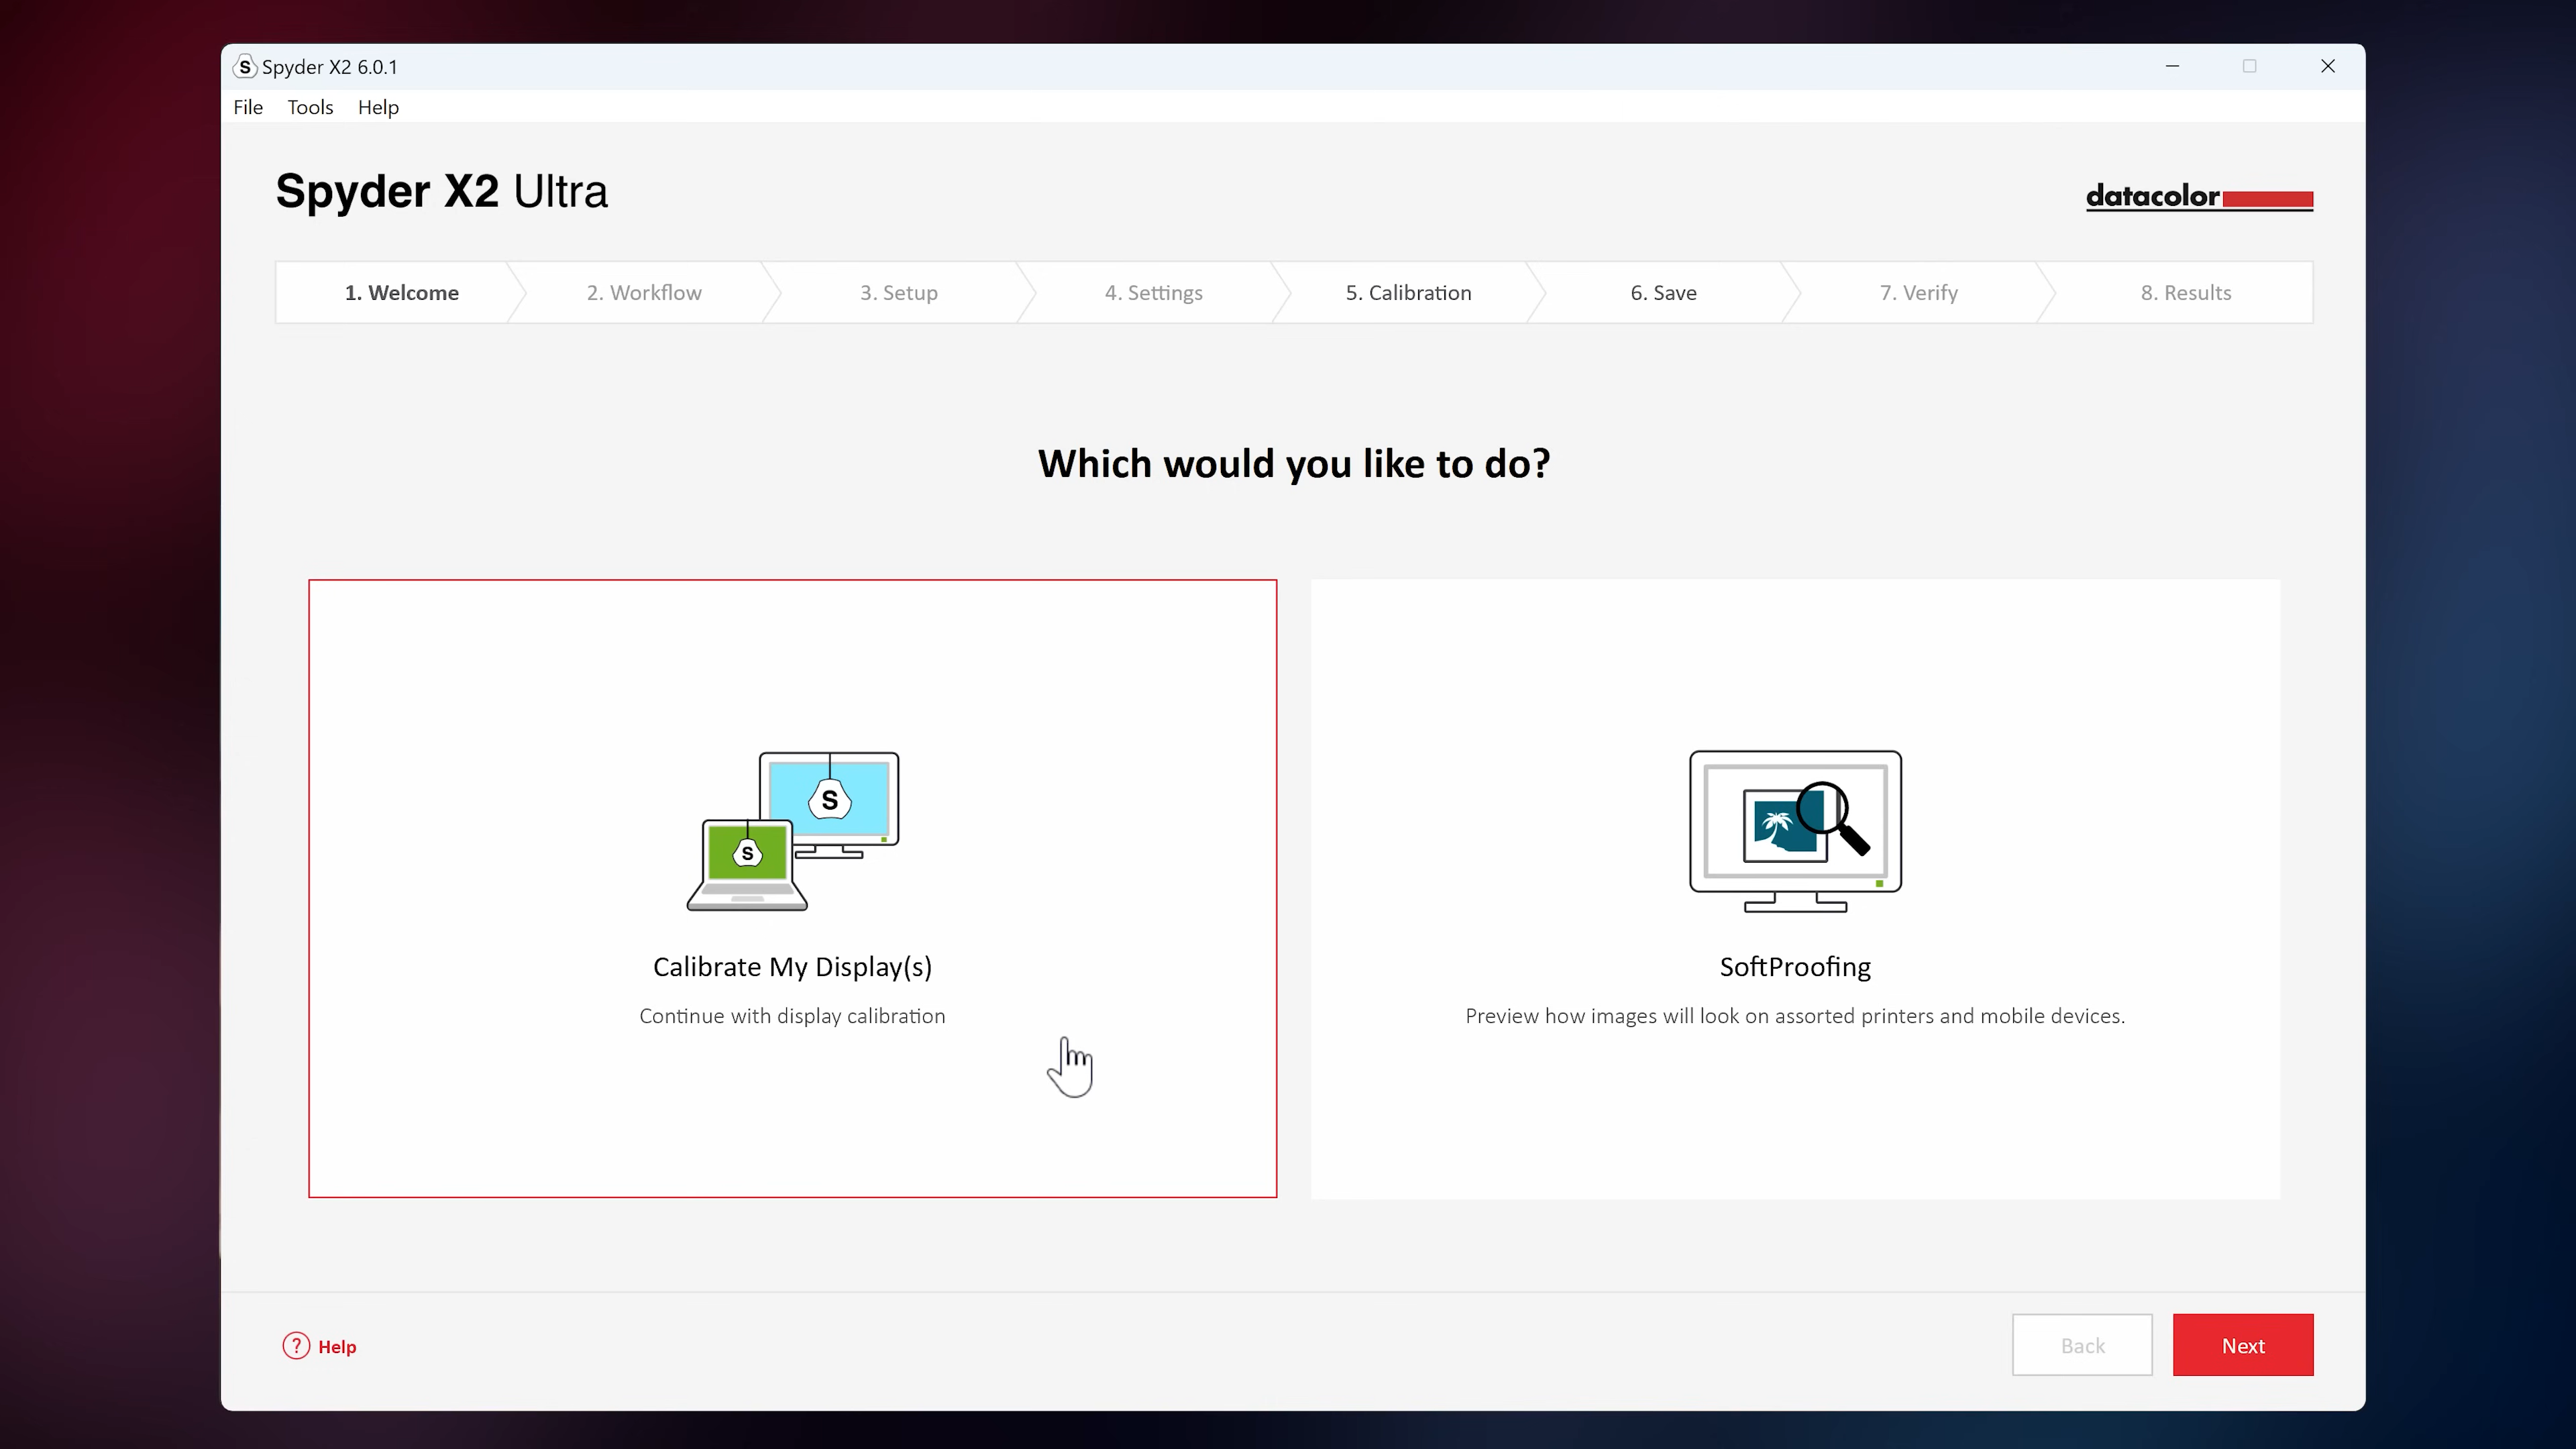 S Spyder X2 6.0.1
File Tools Help
Spyder X2 Ultra
datacolor
1. Welcome 2. Workflow 3. Setup 4. Settings 5. Calibration 6. Save 7. Verify 8. Results
Which would you like to do?
S
S
Calibrate My Display(s)
Continue with display calibration
SoftProofing
Preview how images will look on assorted printers and mobile devices.
? Help
Back
Next